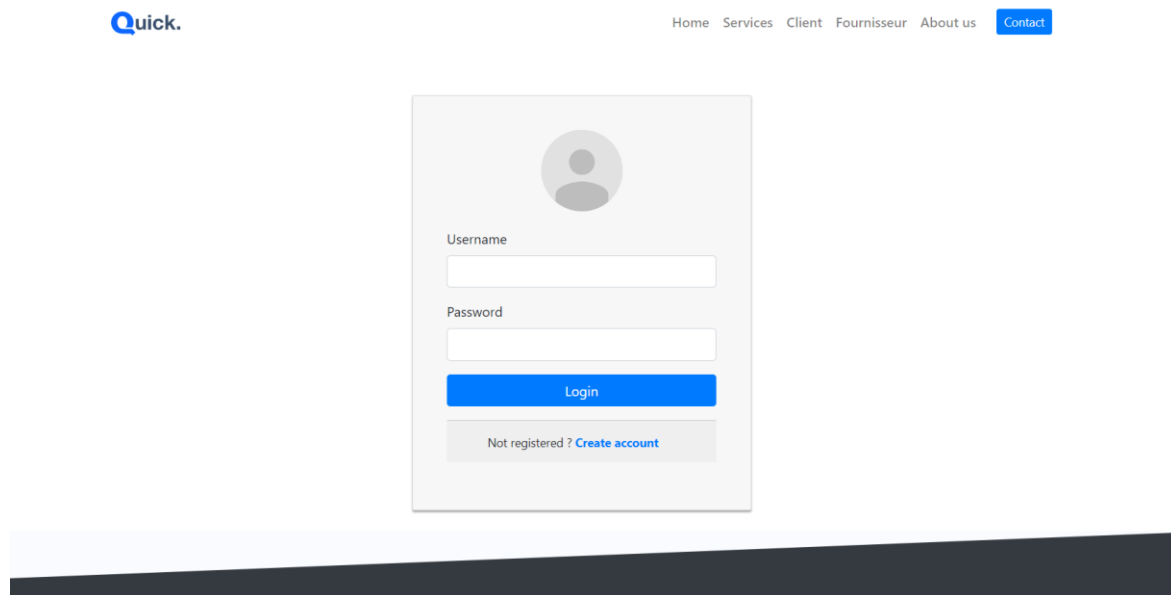 Quick.
Home Services Client Fournisseur About us Contact
Username
Password
Login
Not registered ? Create account